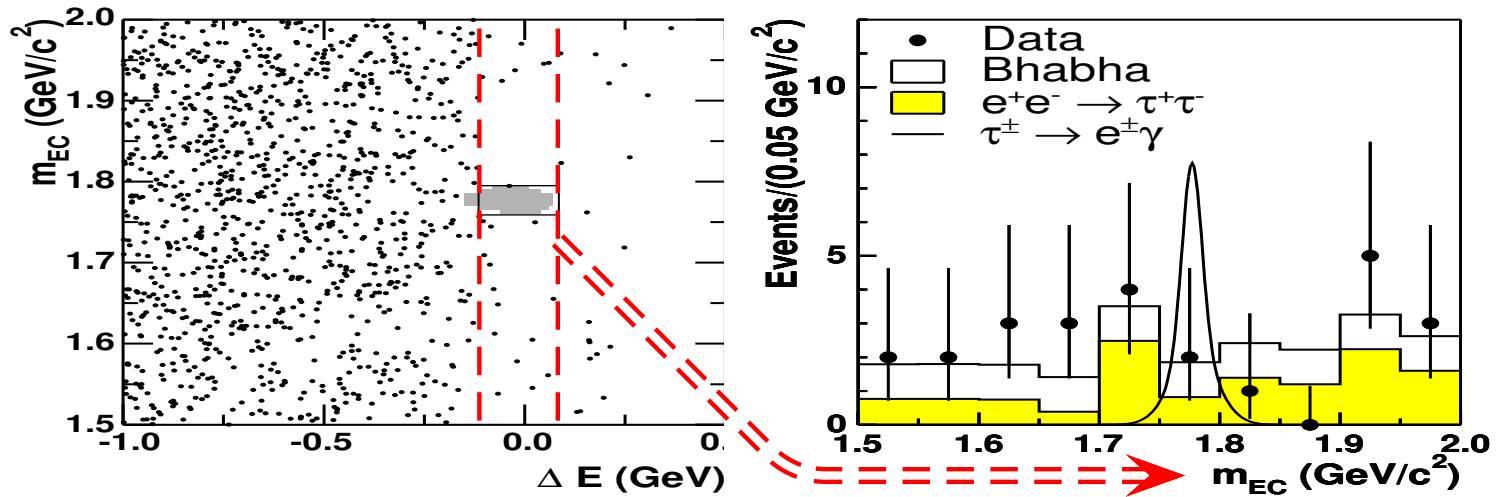 m_EC (GeV/c²)
2.0
1.9
1.8
1.7
1.6
1.5
-1.0 -0.5 0.0 0.
Δ E (GeV)
Events/(0.05 GeV/c²)
10
5
0
Data
Bhabha
e⁺e⁻ → τ⁺τ⁻
τ± → e±γ
1.5 1.6 1.7 1.8 1.9 2.0
m_EC (GeV/c²)